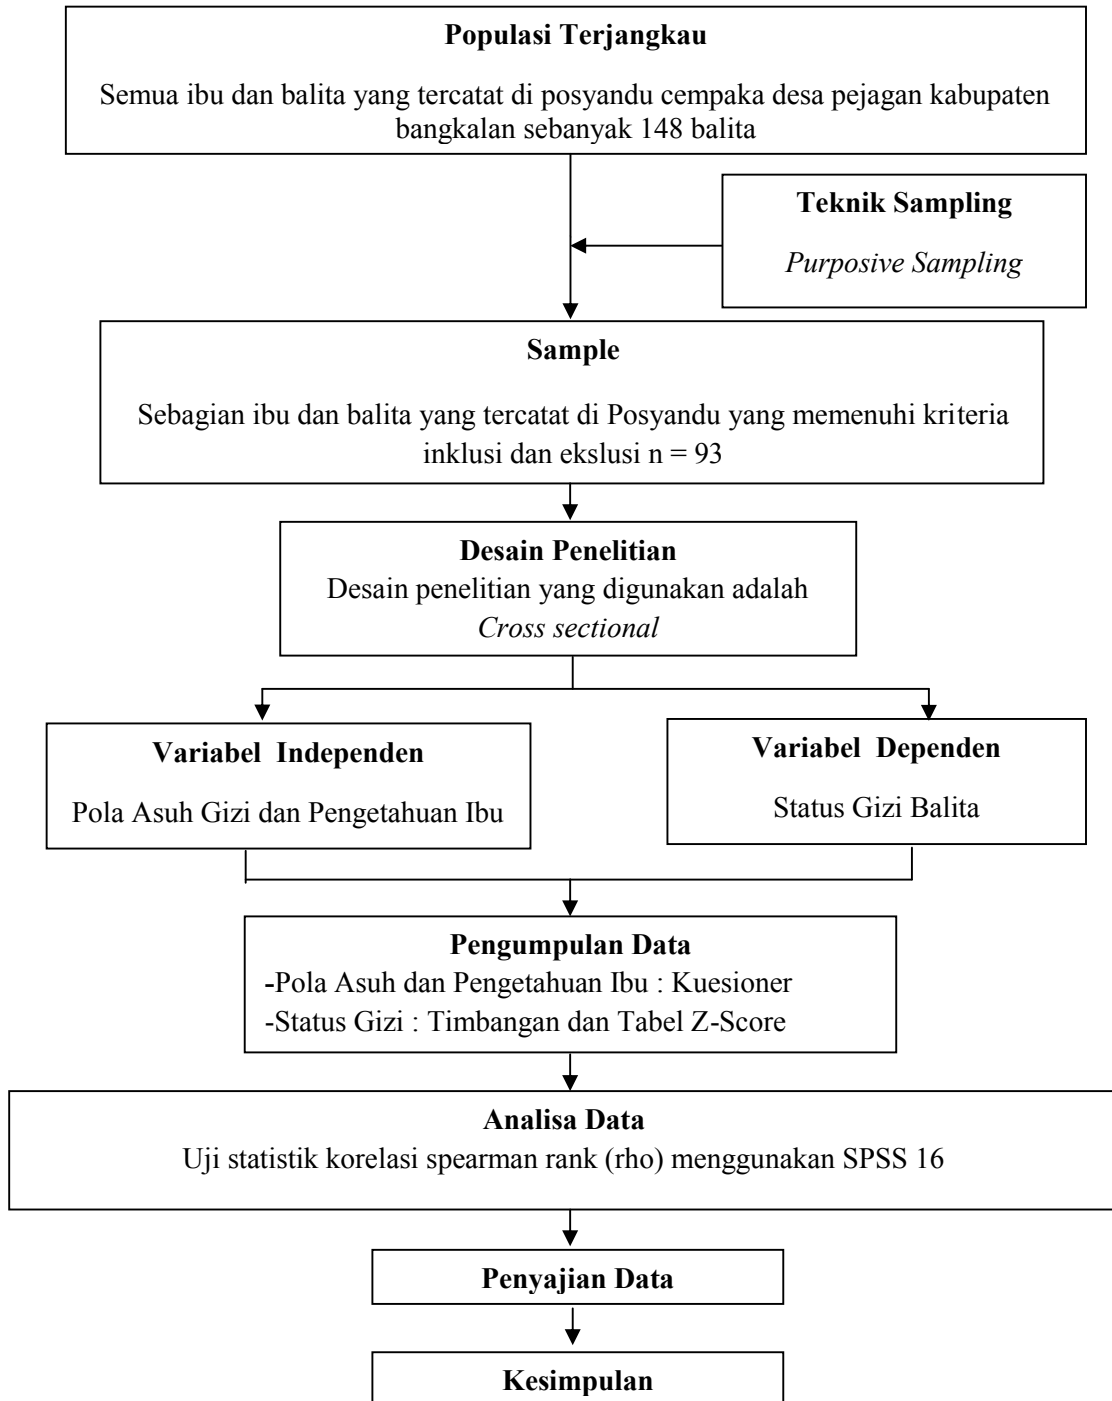 Populasi Terjangkau
Semua ibu dan balita yang tercatat di posyandu cempaka desa pejagan kabupaten
bangkalan sebanyak 148 balita
Teknik Sampling
Purposive Sampling
Sample
Sebagian ibu dan balita yang tercatat di Posyandu yang memenuhi kriteria
inklusi dan ekslusi n = 93
Desain Penelitian
Desain penelitian yang digunakan adalah
Cross sectional
Variabel Independen
Pola Asuh Gizi dan Pengetahuan Ibu
Variabel Dependen
Status Gizi Balita
Pengumpulan Data
-Pola Asuh dan Pengetahuan Ibu : Kuesioner
-Status Gizi : Timbangan dan Tabel Z-Score
Analisa Data
Uji statistik korelasi spearman rank (rho) menggunakan SPSS 16
Penyajian Data
Kesimpulan